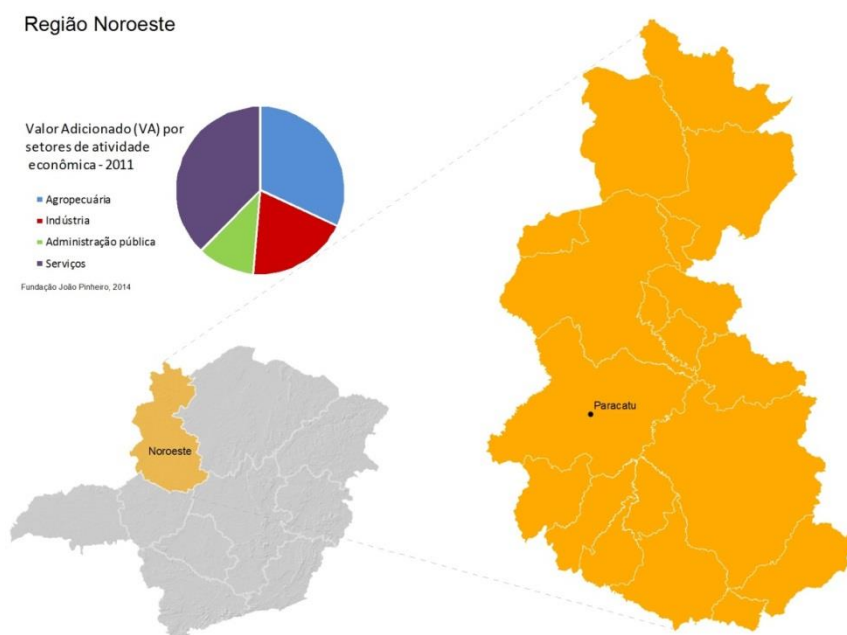 Região Noroeste
Valor Adicionado (VA) por
setores de atividade
econômica - 2011
Agropecuária
Indústria
Administração pública
Serviços
Fundação João Pinheiro, 2014
Noroeste
Paracatu